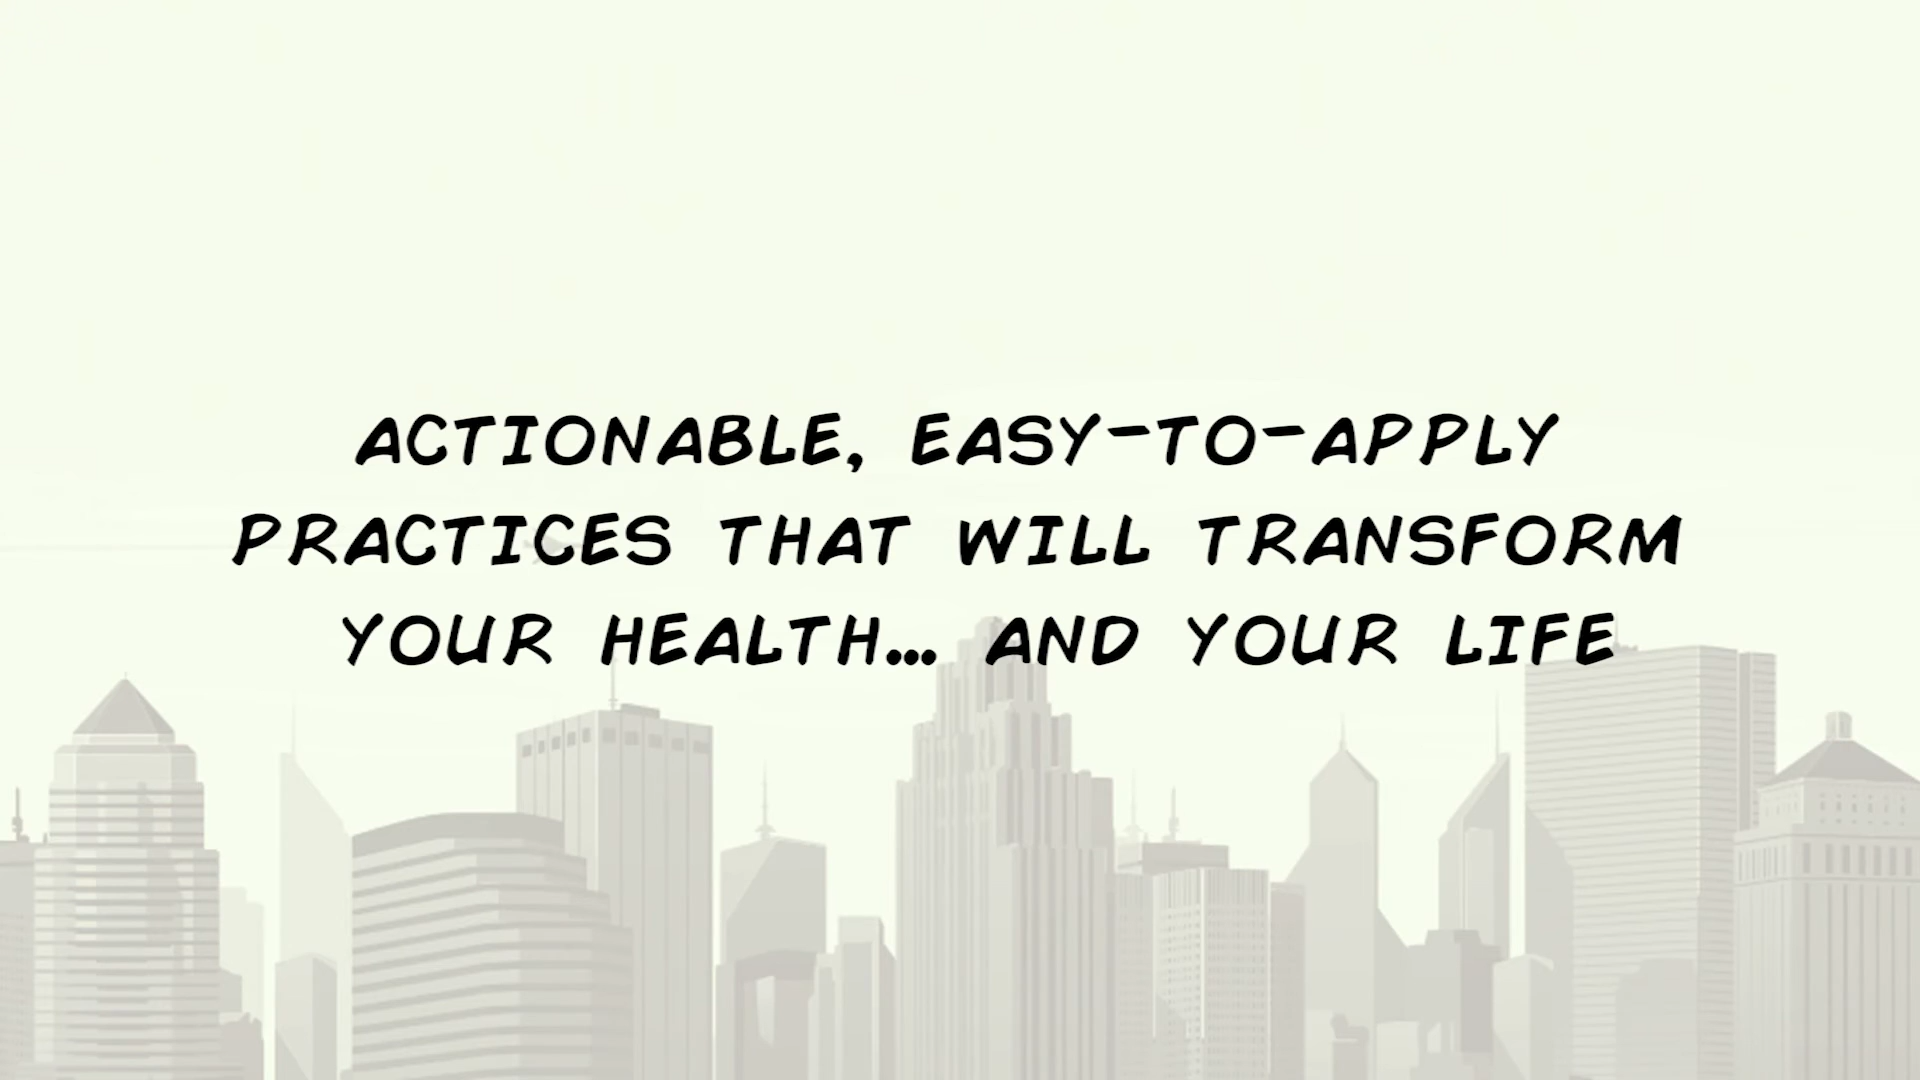 ACTIONABLE, EASY-TO-APPLY
PRACTICES THAT WILL TRANSFORM
YOUR HEALTH... AND YOUR LIFE